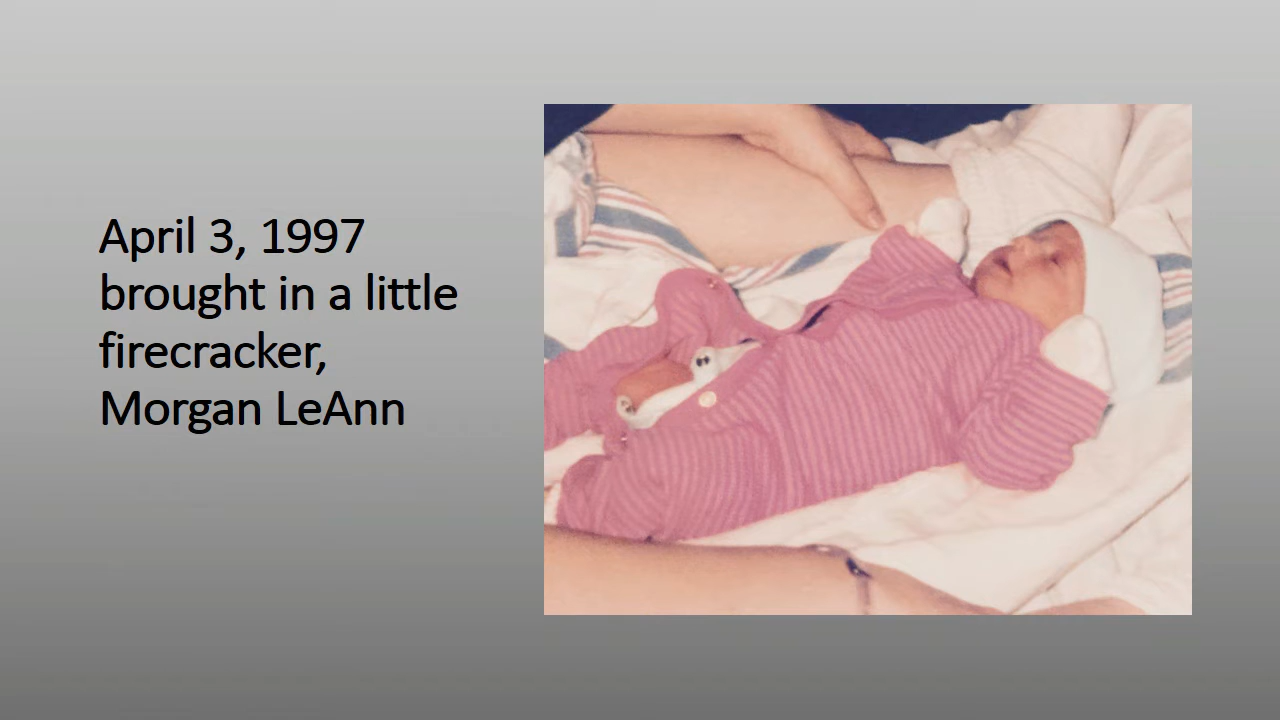 April 3, 1997
brought in a little
firecracker,
Morgan LeAnn